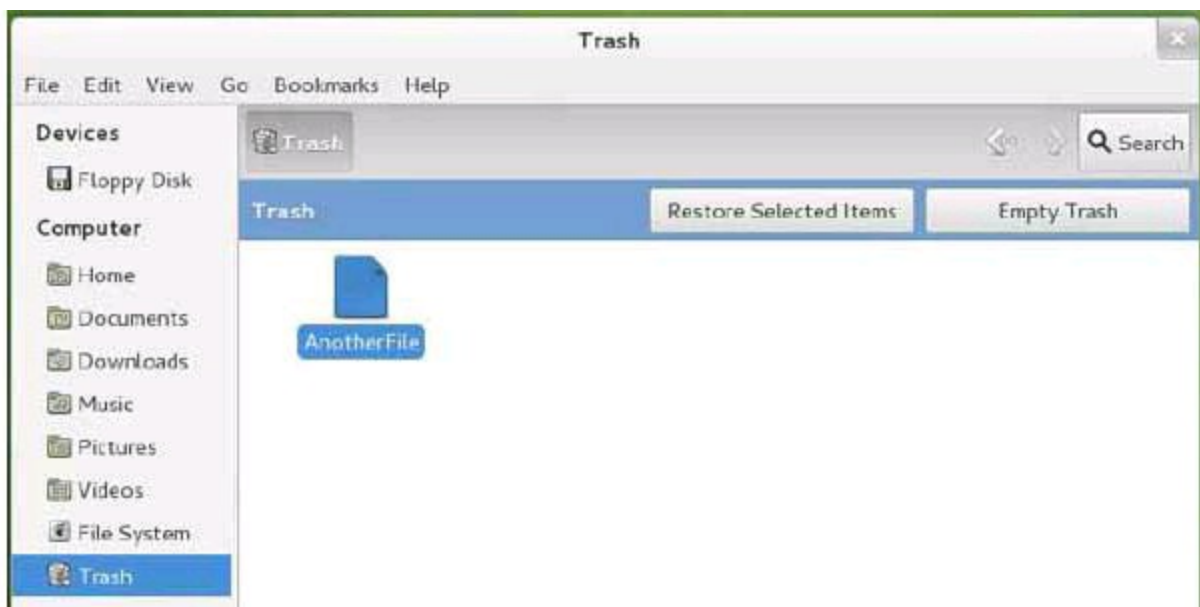 Trash
File Edit View Go Bookmarks Help
Devices
Floppy Disk
Computer
Home
Documents
Downloads
Music
Pictures
Videos
File System
Trash
Trash
Search
Trash
Restore Selected Items
Empty Trash
AnotherFile